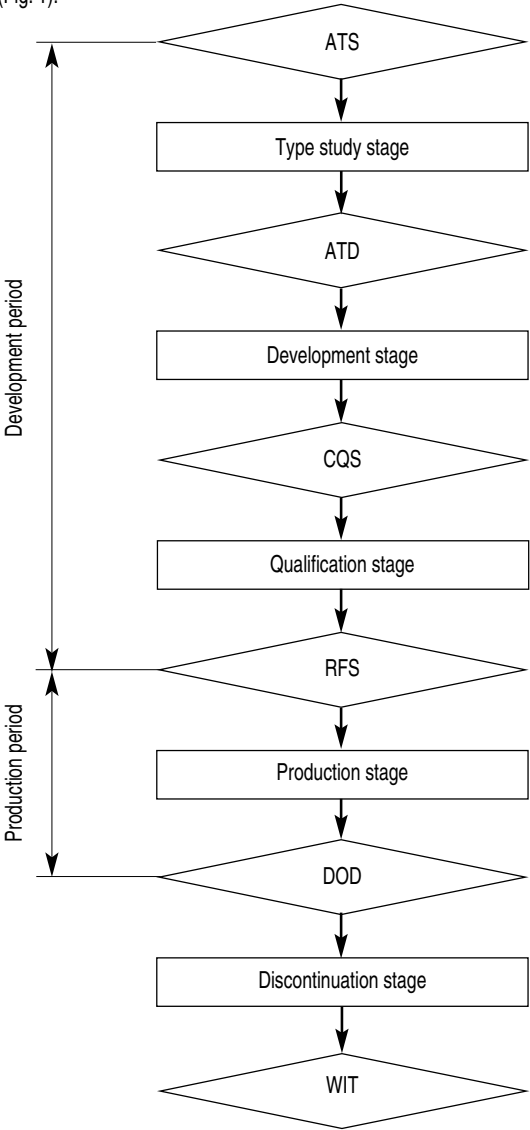 (Fig. 1).
ATS
Type study stage
ATD
Development period
Development stage
CQS
Qualification stage
RFS
Production period
Production stage
DOD
Discontinuation stage
WIT